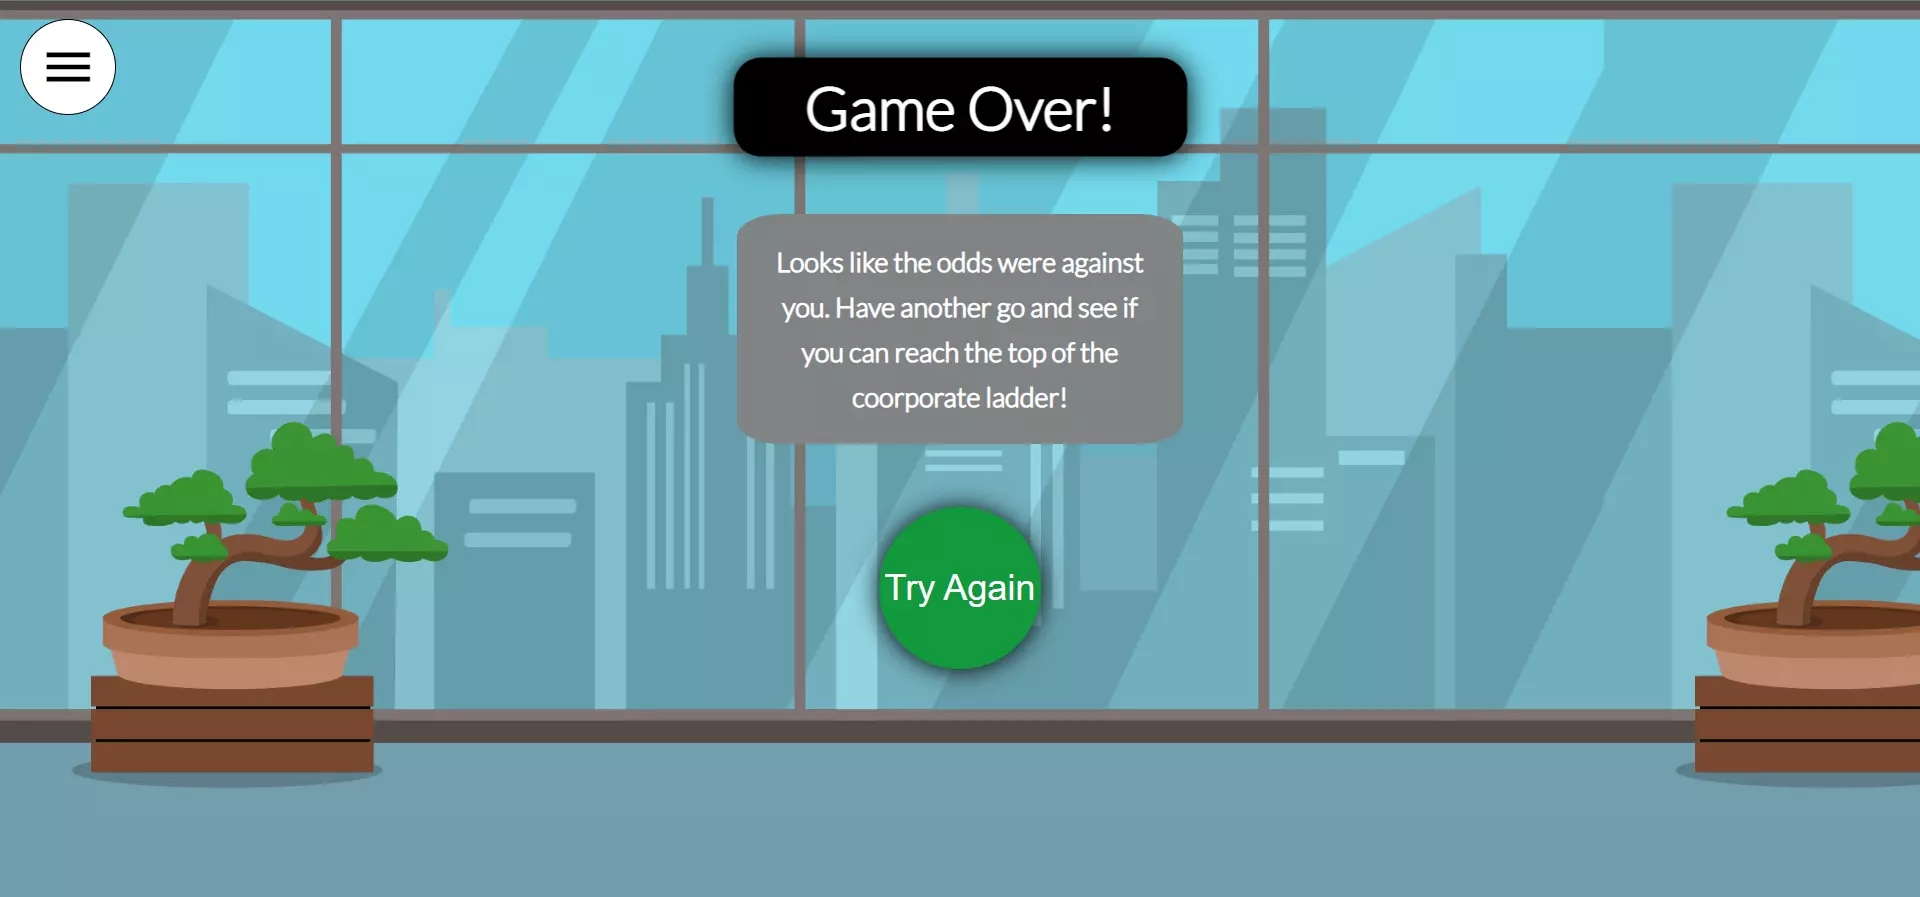 Game Over!
Looks like the odds were against
you. Have another go and see if
you can reach the top of the
coorporate ladder!
Try Again